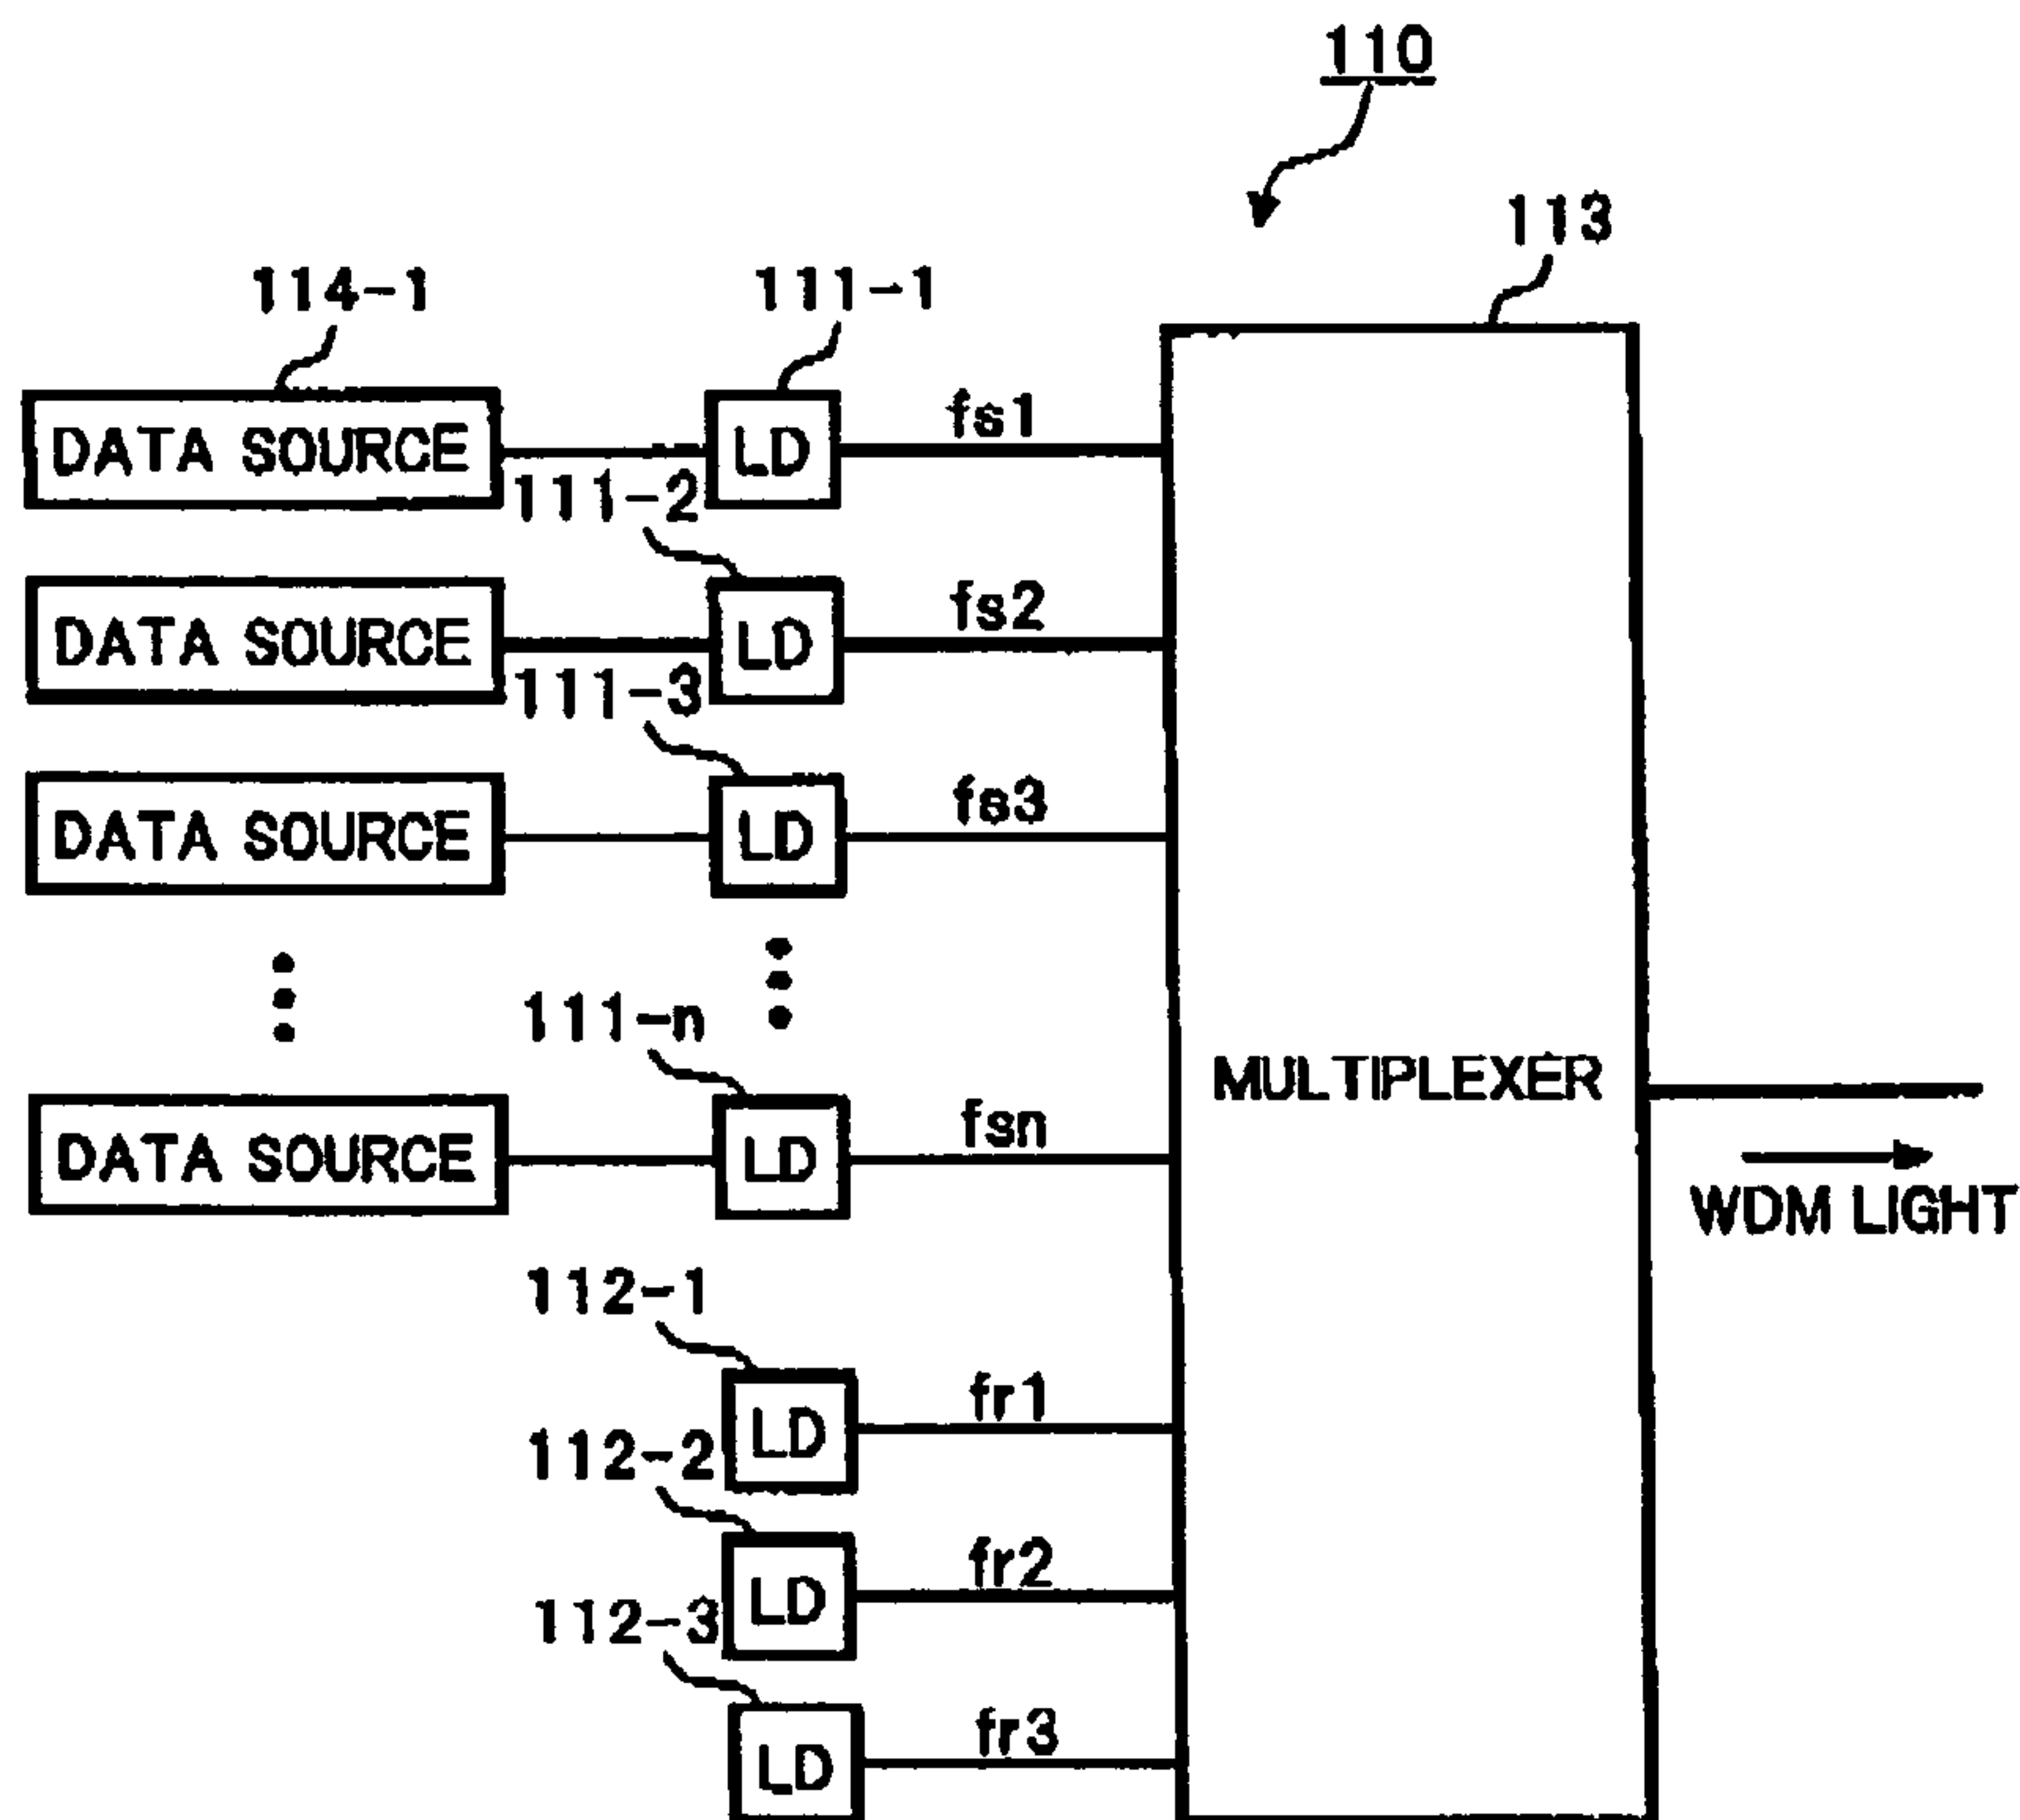 110
113
114-1
111-1
DATA SOURCE
LD
fs1
111-2
DATA SOURCE
LD
fs2
111-3
DATA SOURCE
LD
fs3
111-n
DATA SOURCE
LD
fsn
MULTIPLEXER
WDM LIGHT
112-1
LD
fr1
112-2
LD
fr2
112-3
LD
fr3